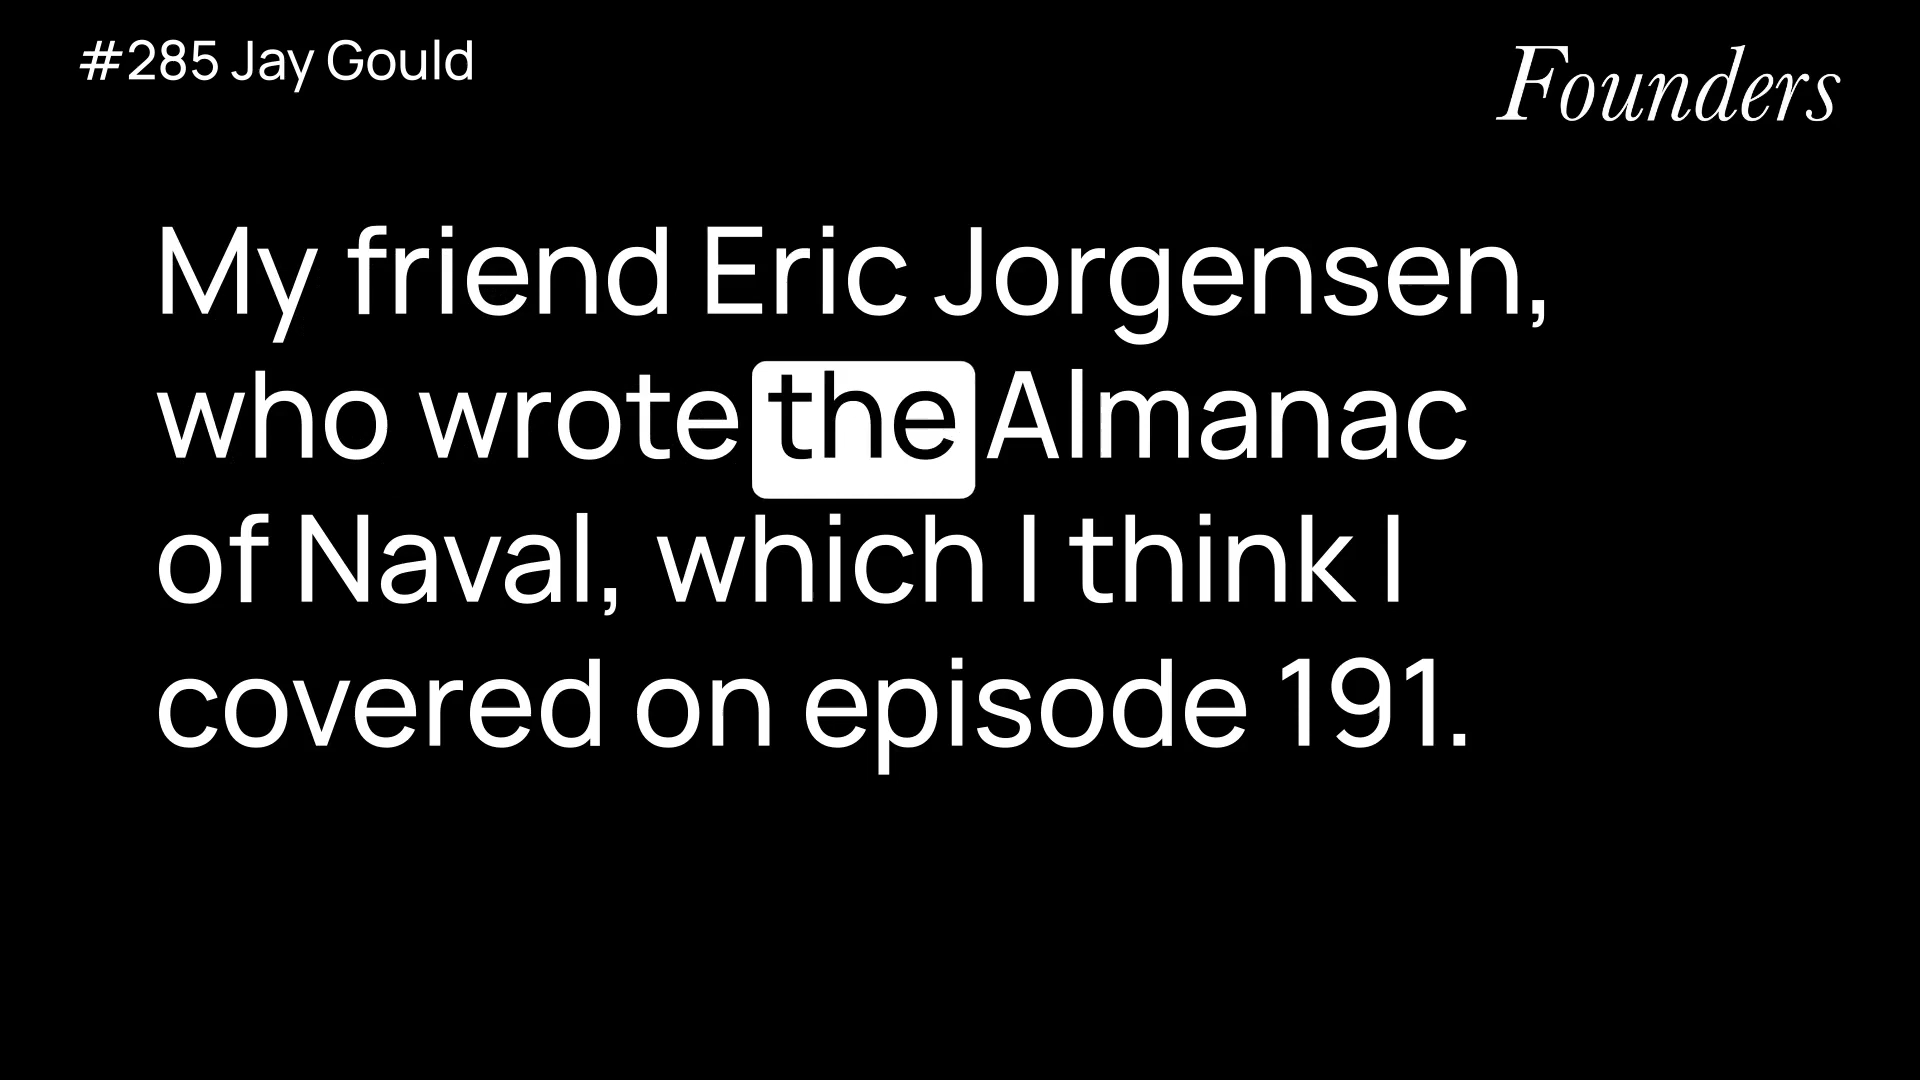 #285 Jay Gould
Founders
My friend Eric Jorgensen,
who wrote the Almanac
of Naval, which I think I
covered on episode 191.